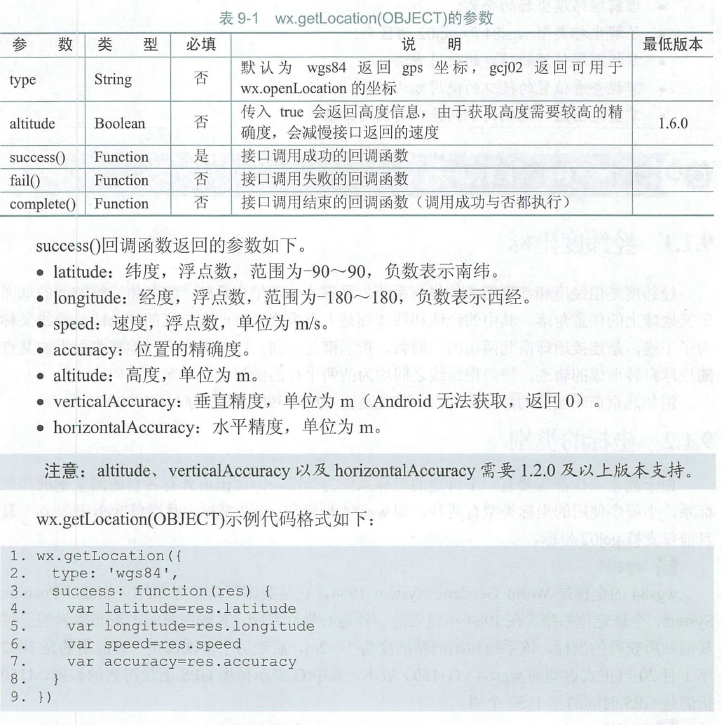 表 9-1 wx.getLocation(OBJECT)的参数
参 数 类 型 必填 说 明 最低版本
type String 否 默认为 wgs84 返回 gps 坐标，gcj02 返回可用于
wx.openLocation 的坐标
altitude Boolean 否 传入 true 会返回高度信息，由于获取高度需要较高的精
确度，会减慢接口返回的速度 1.6.0
success() Function 是 接口调用成功的回调函数
fail() Function 否 接口调用失败的回调函数
complete() Function 否 接口调用结束的回调函数（调用成功与否都执行）
success()回调函数返回的参数如下。
● latitude：纬度，浮点数，范围为-90～90，负数表示南纬。
● longitude：经度，浮点数，范围为-180～180，负数表示西经。
● speed：速度，浮点数，单位为 m/s。
● accuracy：位置的精确度。
● altitude：高度，单位为 m。
● verticalAccuracy：垂直精度，单位为 m（Android 无法获取，返回 0）。
● horizontalAccuracy：水平精度，单位为 m。
注意：altitude、verticalAccuracy 以及 horizontalAccuracy 需要 1.2.0 及以上版本支持。
wx.getLocation(OBJECT)示例代码格式如下：
1. wx.getLocation({
2. type: 'wgs84',
3. success: function(res) {
4. var latitude=res.latitude
5. var longitude=res.longitude
6. var speed=res.speed
7. var accuracy=res.accuracy
8. }
9. })